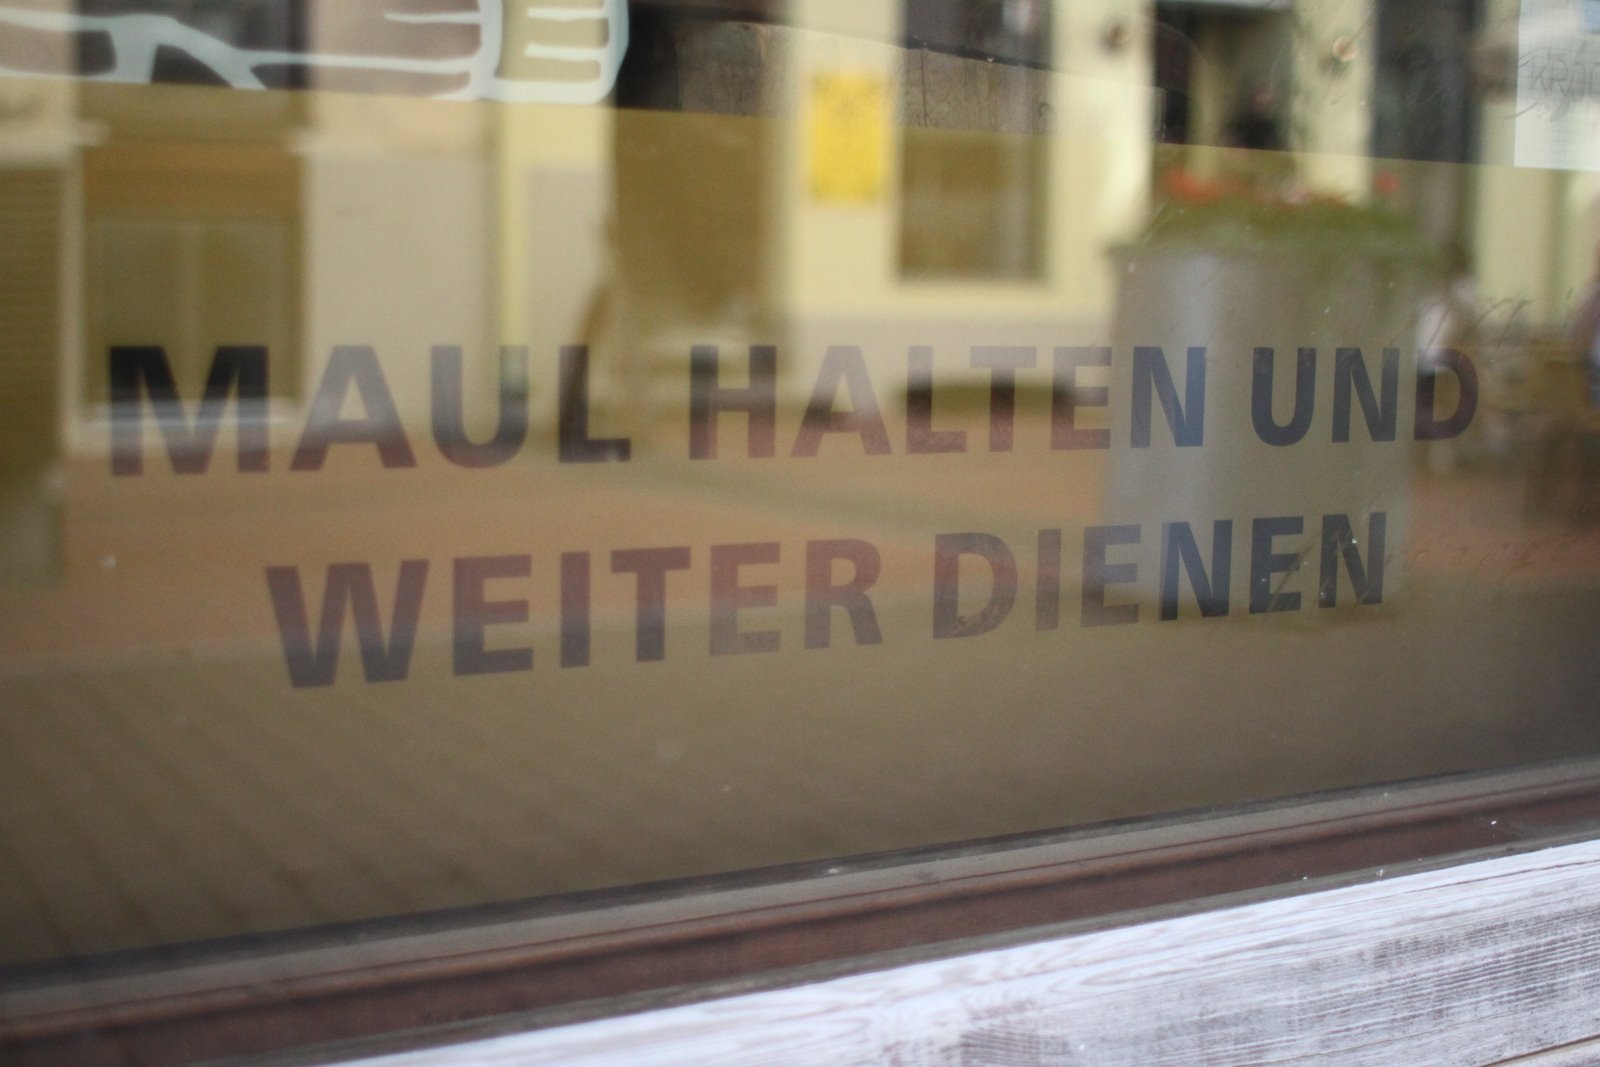 MAUL HALTEN UND
WEITER DIENEN